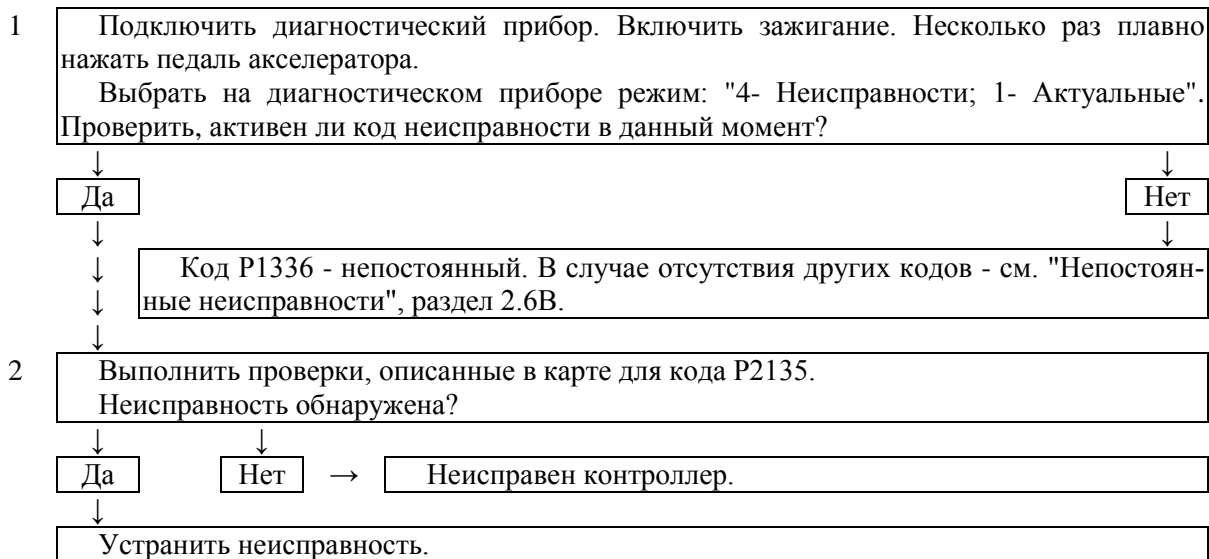 1 Подключить диагностический прибор. Включить зажигание. Несколько раз плавно
нажать педаль акселератора.
Выбрать на диагностическом приборе режим: "4- Неисправности; 1- Актуальные".
Проверить, активен ли код неисправности в данный момент?
↓ ↓
Да Нет
↓ ↓
↓ Код P1336 - непостоянный. В случае отсутствия других кодов - см. "Непостоян-
↓ ные неисправности", раздел 2.6В.
↓
2 Выполнить проверки, описанные в карте для кода P2135.
Неисправность обнаружена?
↓ ↓
Да Нет → Неисправен контроллер.
↓
Устранить неисправность.